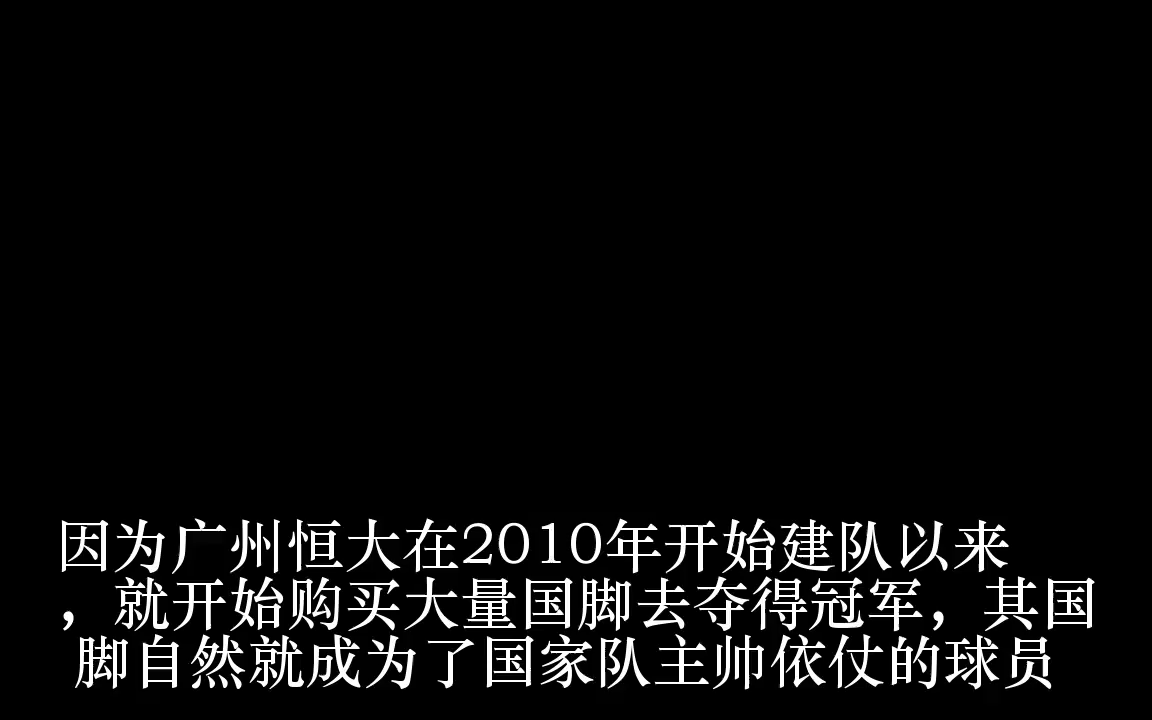 因为广州恒大在2010年开始建队以来
，就开始购买大量国脚去夺得冠军，其国
脚自然就成为了国家队主帅依仗的球员